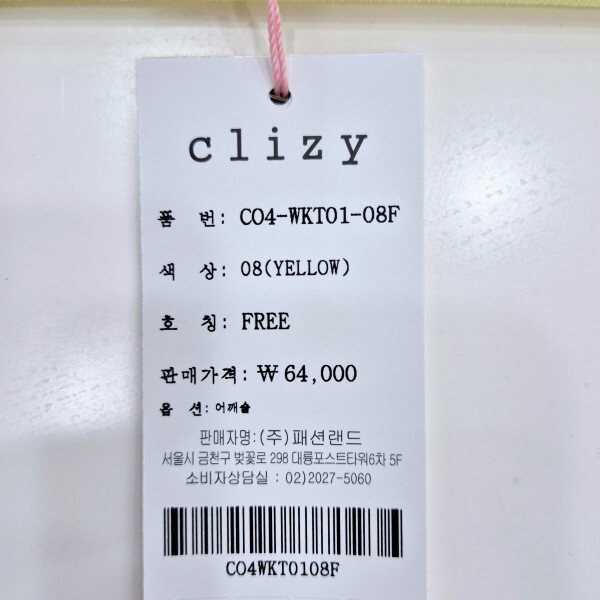 clizy
품 번: CO4-WKT01-08F
색 상: 08(YELLOW)
호 칭: FREE
판매가격: ₩ 64,000
옵 션: 어깨솔
판매자명: (주)패션랜드
서울시 금천구 벚꽃로 298 대륭포스트타워6차 5F
소비자상담실 : 02)2027-5060
CO4WKT0108F